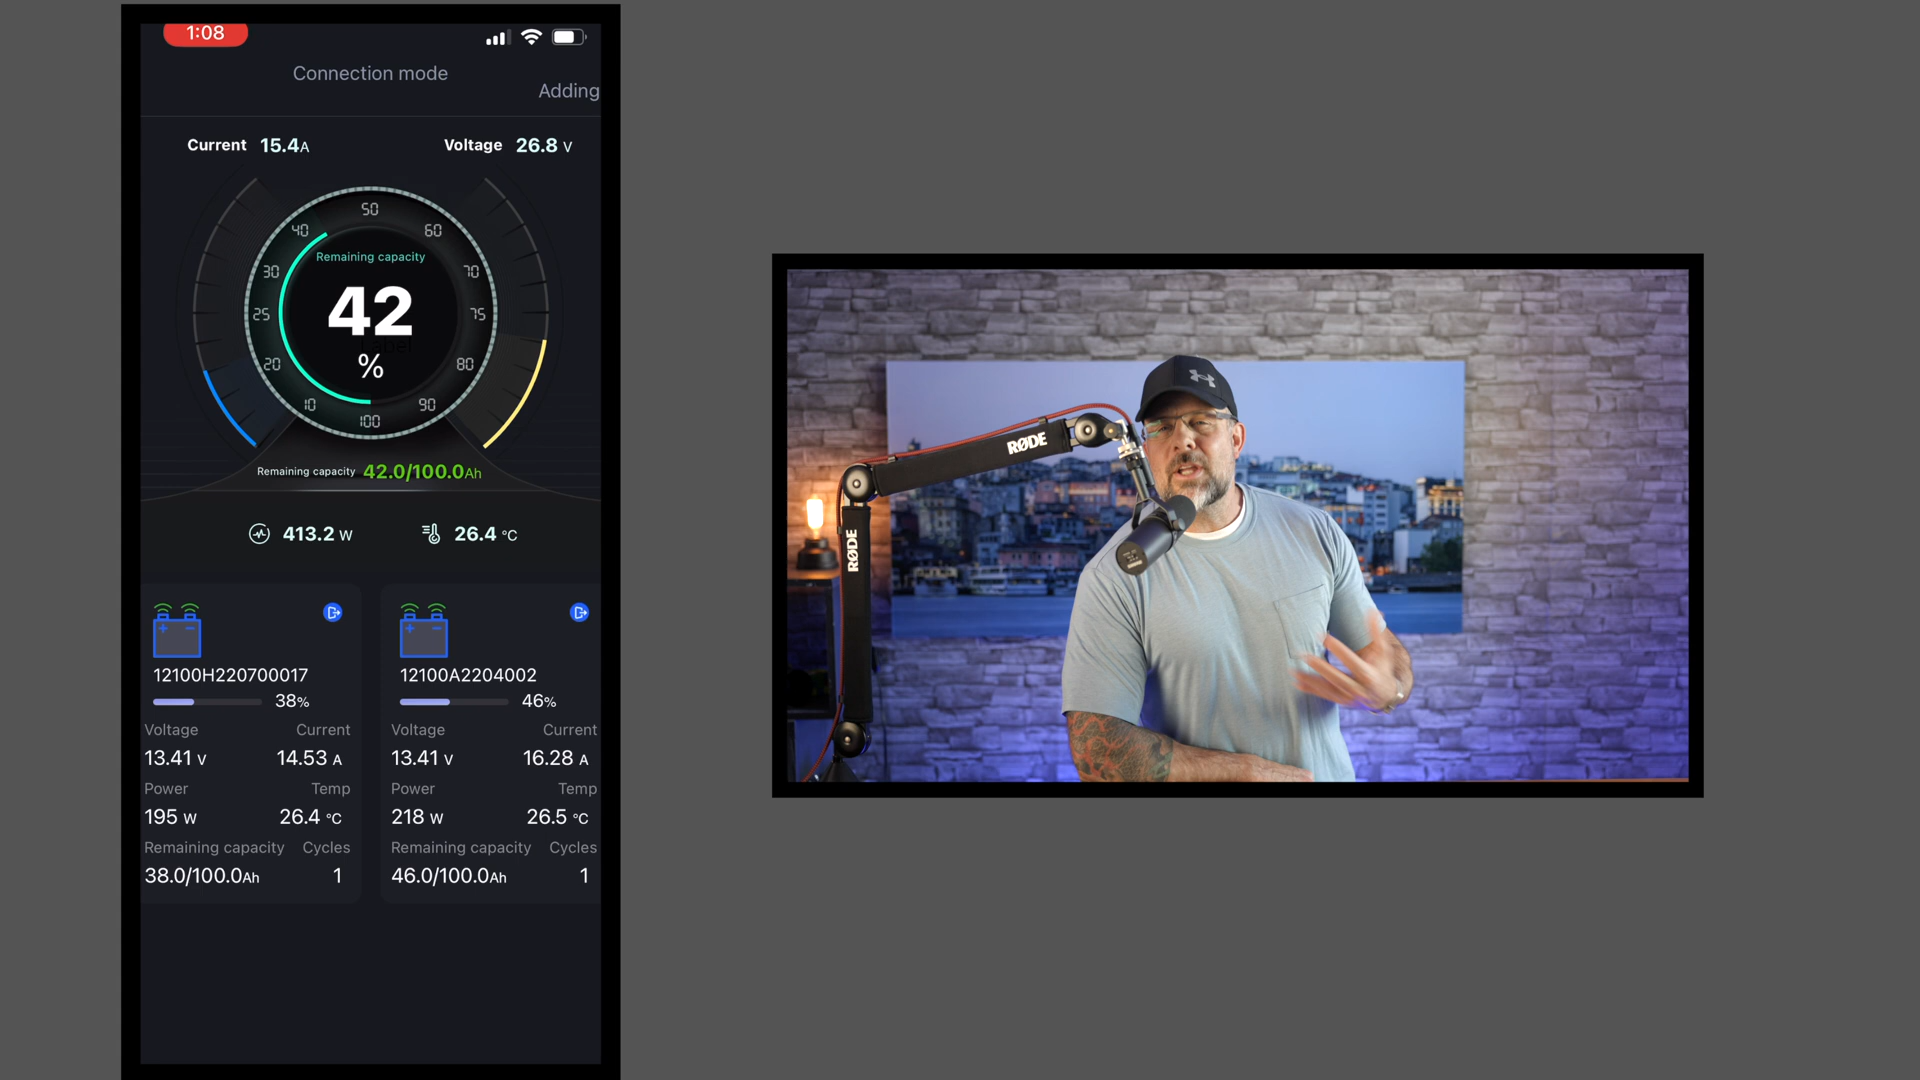 1:08
Connection mode
Adding
Current 15.4A
Voltage 26.8 V
50
40
60
Remaining capacity
30
70
42
25
75
Label
%
20
80
10
90
100
Remaining capacity 42.0/100.0Ah
413.2 W
26.4 °C
12100H220700017
38%
Voltage Current
13.41 V 14.53 A
Power Temp
195 W 26.4 °C
Remaining capacity Cycles
38.0/100.0Ah 1
12100A2204002
46%
Voltage Current
13.41 V 16.28 A
Power Temp
218 W 26.5 °C
Remaining capacity Cycles
46.0/100.0Ah 1
RØDE
RØDE